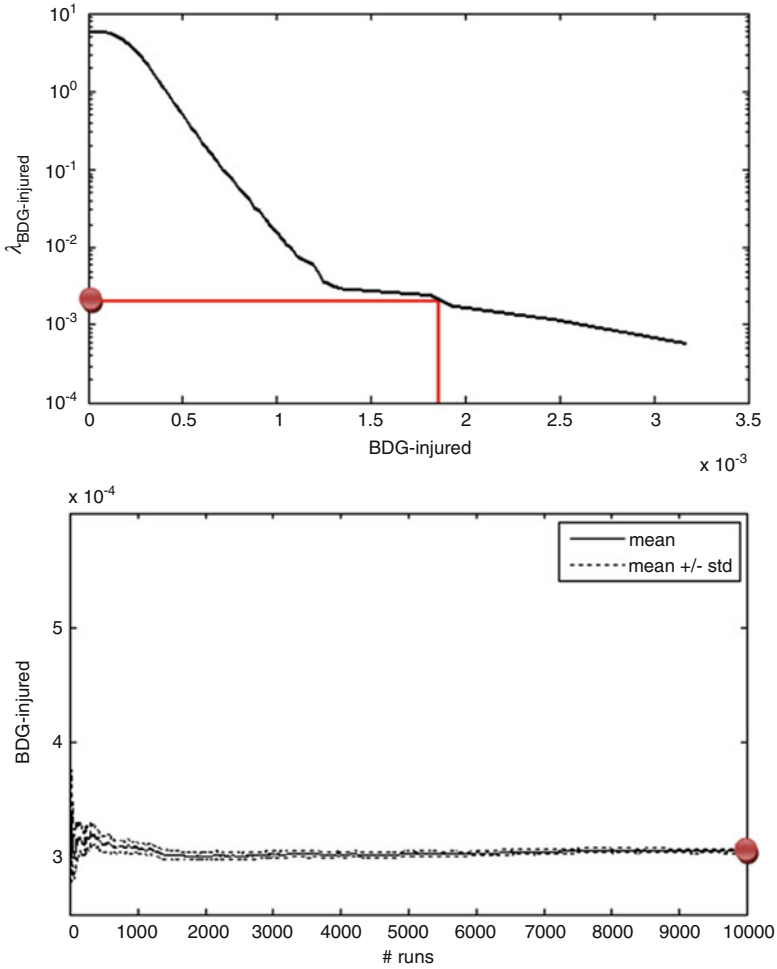 10^1
10^0
10^-1
10^-2
10^-3
10^-4
λ_BDG-injured
0 0.5 1 1.5 2 2.5 3 3.5
BDG-injured
x 10^-3
x 10^-4
mean
mean +/- std
5
4
3
BDG-injured
0 1000 2000 3000 4000 5000 6000 7000 8000 9000 10000
# runs